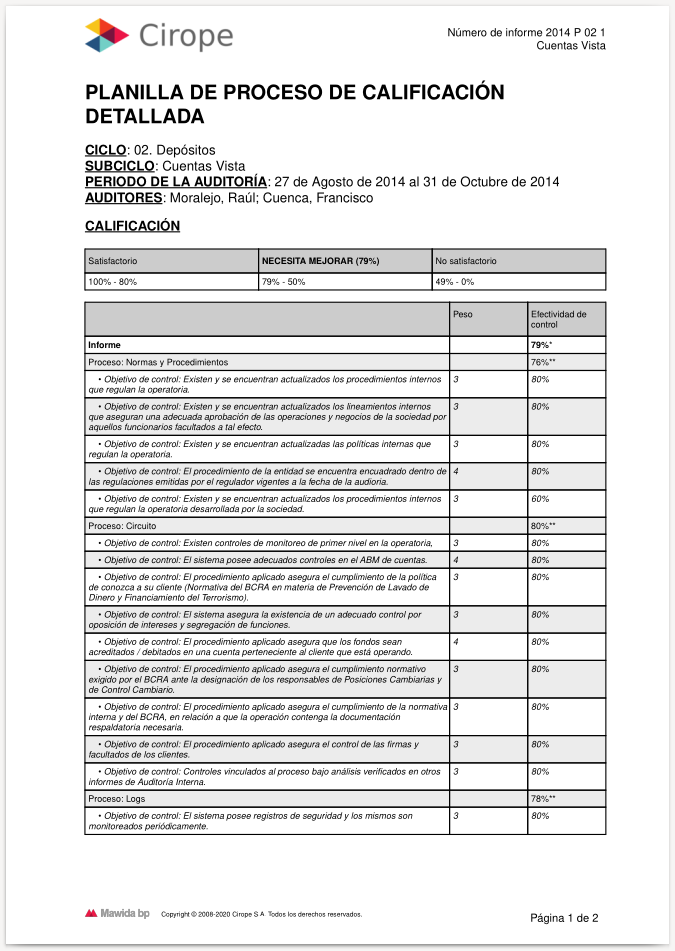 Cirope
Número de informe 2014 P 02 1
Cuentas Vista
PLANILLA DE PROCESO DE CALIFICACIÓN
DETALLADA
CICLO: 02. Depósitos
SUBCICLO: Cuentas Vista
PERIODO DE LA AUDITORÍA: 27 de Agosto de 2014 al 31 de Octubre de 2014
AUDITORES: Moralejo, Raúl; Cuenca, Francisco
CALIFICACIÓN
Satisfactorio NECESITA MEJORAR (79%) No satisfactorio
100% - 80% 79% - 50% 49% - 0%
Peso Efectividad de
control
Informe 79%*
Proceso: Normas y Procedimientos 76%**
• Objetivo de control: Existen y se encuentran actualizados los procedimientos internos 3 80%
que regulan la operatoria.
• Objetivo de control: Existen y se encuentran actualizados los lineamientos internos 3 80%
que aseguran una adecuada aprobación de las operaciones y negocios de la sociedad por
aquellos funcionarios facultados a tal efecto.
• Objetivo de control: Existen y se encuentran actualizadas las políticas internas que 3 80%
regulan la operatoria.
• Objetivo de control: El procedimiento de la entidad se encuentra encuadrado dentro de 4 80%
las regulaciones emitidas por el regulador vigentes a la fecha de la audioria.
• Objetivo de control: Existen y se encuentran actualizados los procedimientos internos 3 60%
que regulan la operatoria desarrollada por la sociedad.
Proceso: Circuito 80%**
• Objetivo de control: Existen controles de monitoreo de primer nivel en la operatoria, 3 80%
• Objetivo de control: El sistema posee adecuados controles en el ABM de cuentas. 4 80%
• Objetivo de control: El procedimiento aplicado asegura el cumplimiento de la política 3 80%
de conozca a su cliente (Normativa del BCRA en materia de Prevención de Lavado de
Dinero y Financiamiento del Terrorismo).
• Objetivo de control: El sistema asegura la existencia de un adecuado control por 3 80%
oposición de intereses y segregación de funciones.
• Objetivo de control: El procedimiento aplicado asegura que los fondos sean 4 80%
acreditados / debitados en una cuenta perteneciente al cliente que está operando.
• Objetivo de control: El procedimiento aplicado asegura el cumplimiento normativo 3 80%
exigido por el BCRA ante la designación de los responsables de Posiciones Cambiarias y
de Control Cambiario.
• Objetivo de control: El procedimiento aplicado asegura el cumplimiento de la normativa 3 80%
interna y del BCRA, en relación a que la operación contenga la documentación
respaldatoria necesaria.
• Objetivo de control: El procedimiento aplicado asegura el control de las firmas y 3 80%
facultados de los clientes.
• Objetivo de control: Controles vinculados al proceso bajo análisis verificados en otros 3 80%
informes de Auditoría Interna.
Proceso: Logs 78%**
• Objetivo de control: El sistema posee registros de seguridad y los mismos son 3 80%
monitoreados periódicamente.
Mawida bp Copyright © 2008-2020 Cirope S A Todos los derechos reservados.
Página 1 de 2